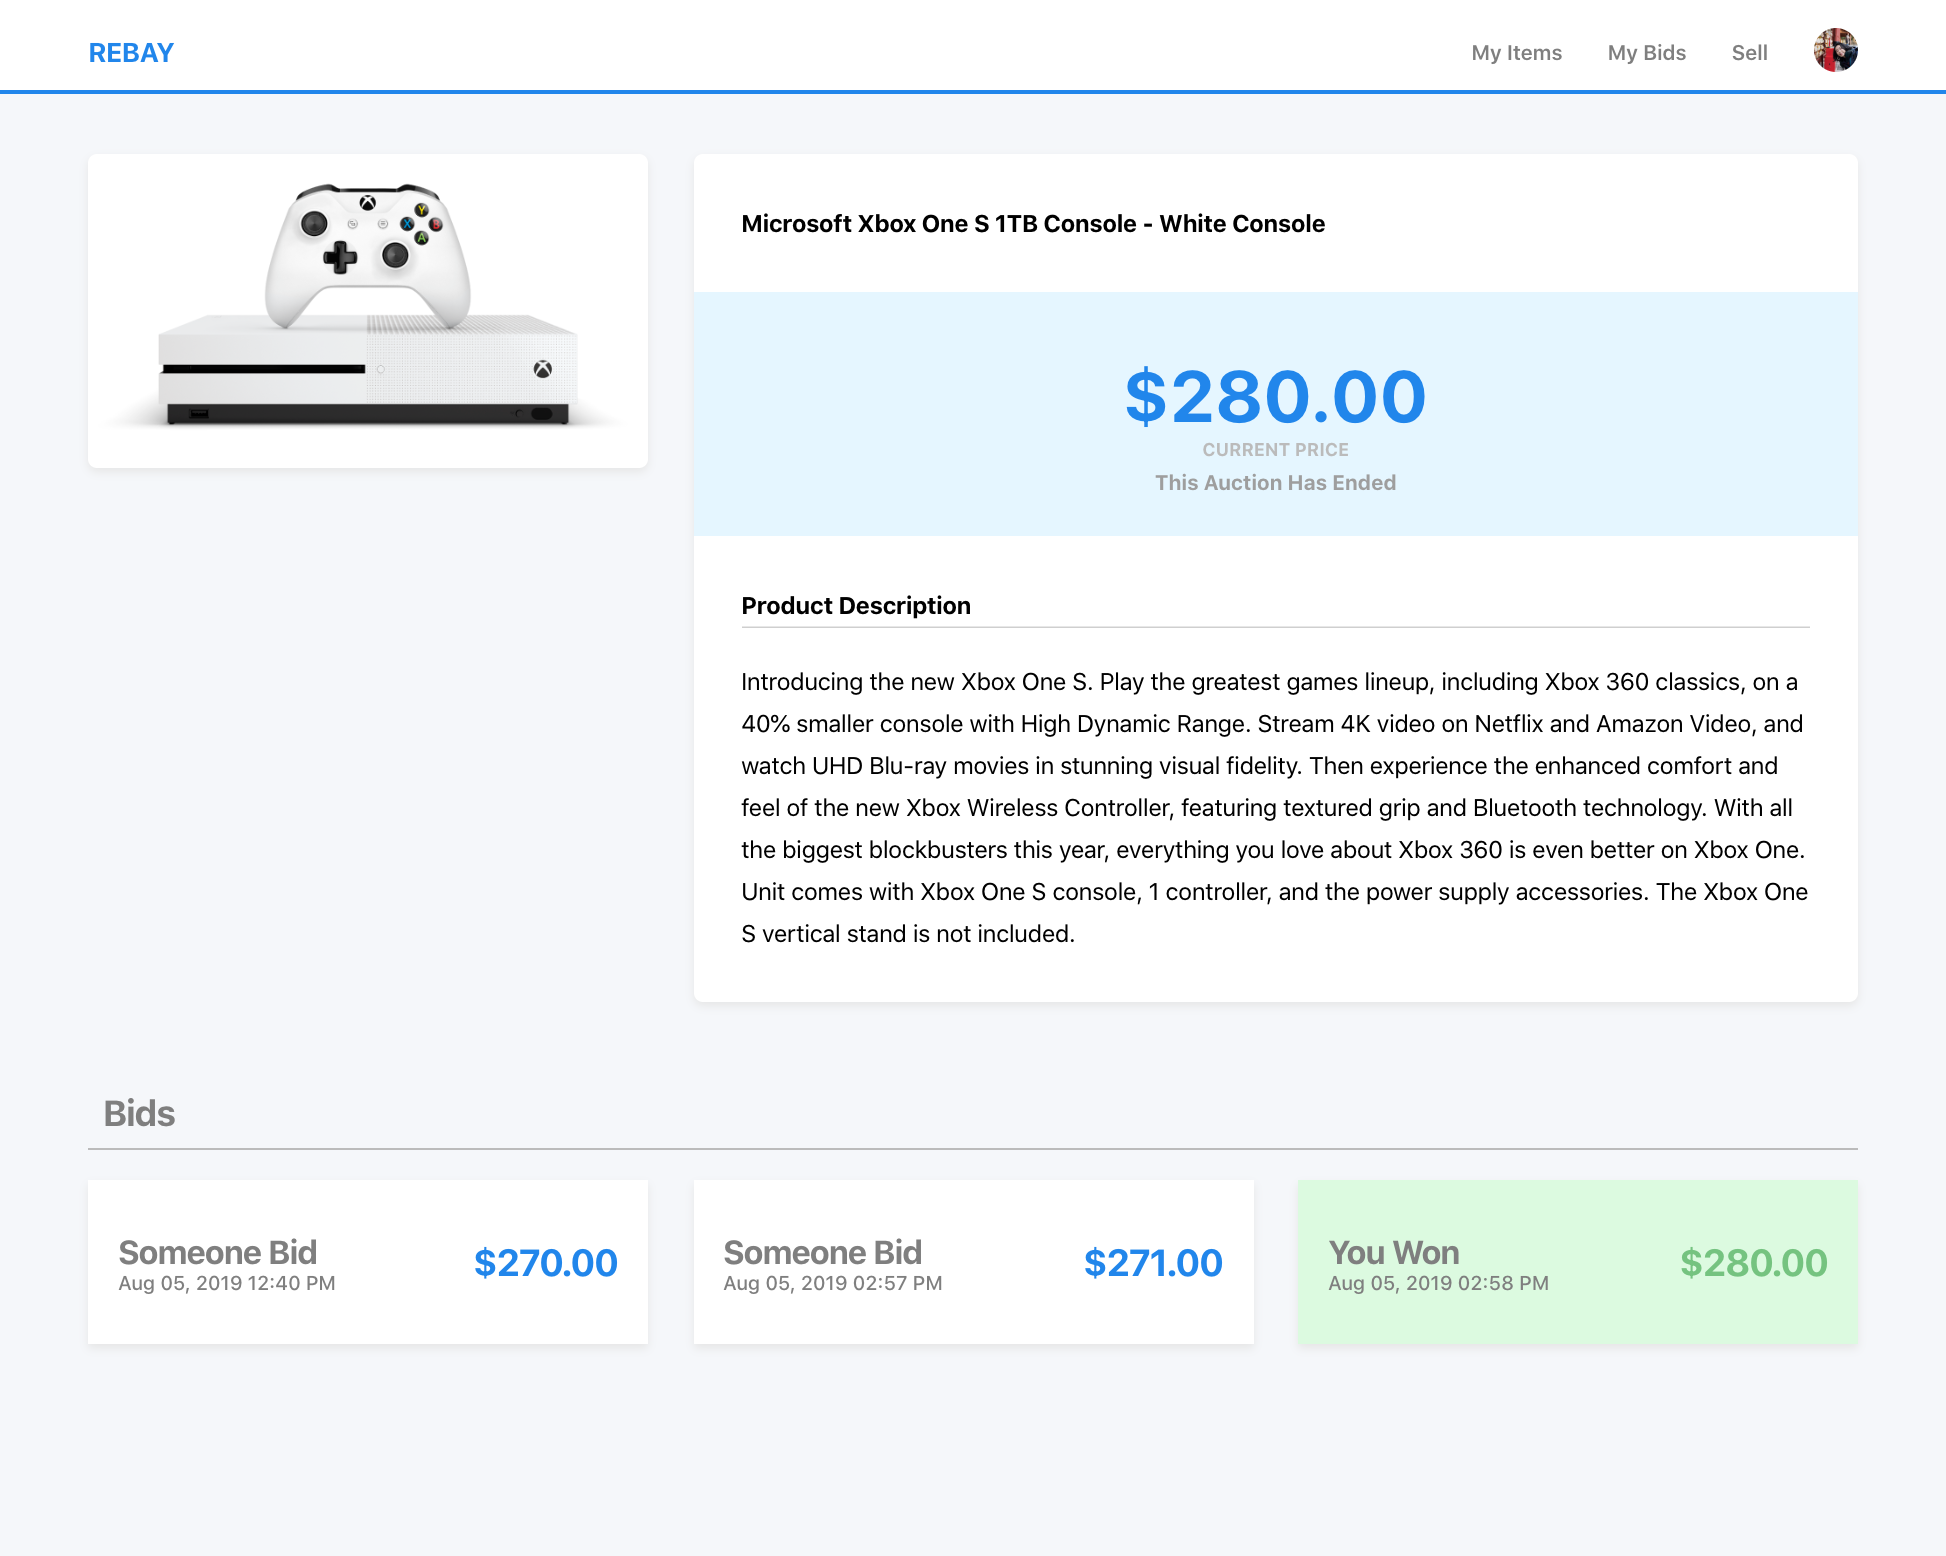 REBAY
My Items
My Bids
Sell
Microsoft Xbox One S 1TB Console - White Console
$280.00
CURRENT PRICE
This Auction Has Ended
Product Description
Introducing the new Xbox One S. Play the greatest games lineup, including Xbox 360 classics, on a
40% smaller console with High Dynamic Range. Stream 4K video on Netflix and Amazon Video, and
watch UHD Blu-ray movies in stunning visual fidelity. Then experience the enhanced comfort and
feel of the new Xbox Wireless Controller, featuring textured grip and Bluetooth technology. With all
the biggest blockbusters this year, everything you love about Xbox 360 is even better on Xbox One.
Unit comes with Xbox One S console, 1 controller, and the power supply accessories. The Xbox One
S vertical stand is not included.
Y
X
B
A
Bids
Someone Bid
Aug 05, 2019 12:40 PM
$270.00
Someone Bid
Aug 05, 2019 02:57 PM
$271.00
You Won
Aug 05, 2019 02:58 PM
$280.00